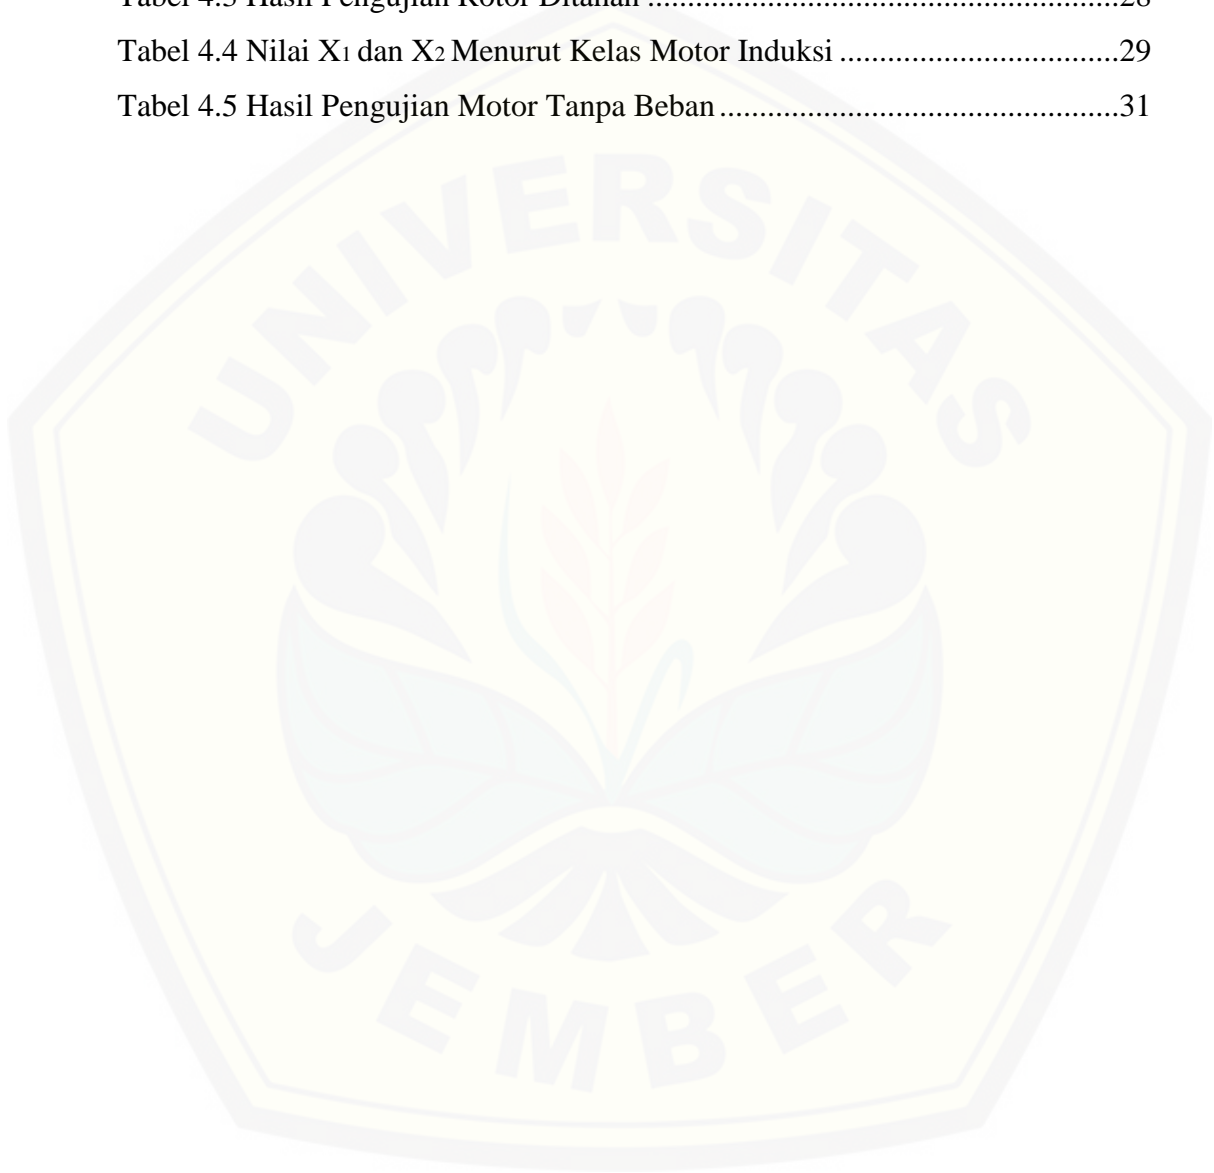 Tabel 4.3 Hasil Pengujian Rotor Ditahan ...........................................................28
Tabel 4.4 Nilai X1 dan X2 Menurut Kelas Motor Induksi ...................................29
Tabel 4.5 Hasil Pengujian Motor Tanpa Beban ..................................................31
UNIVERSITAS
JEMBER